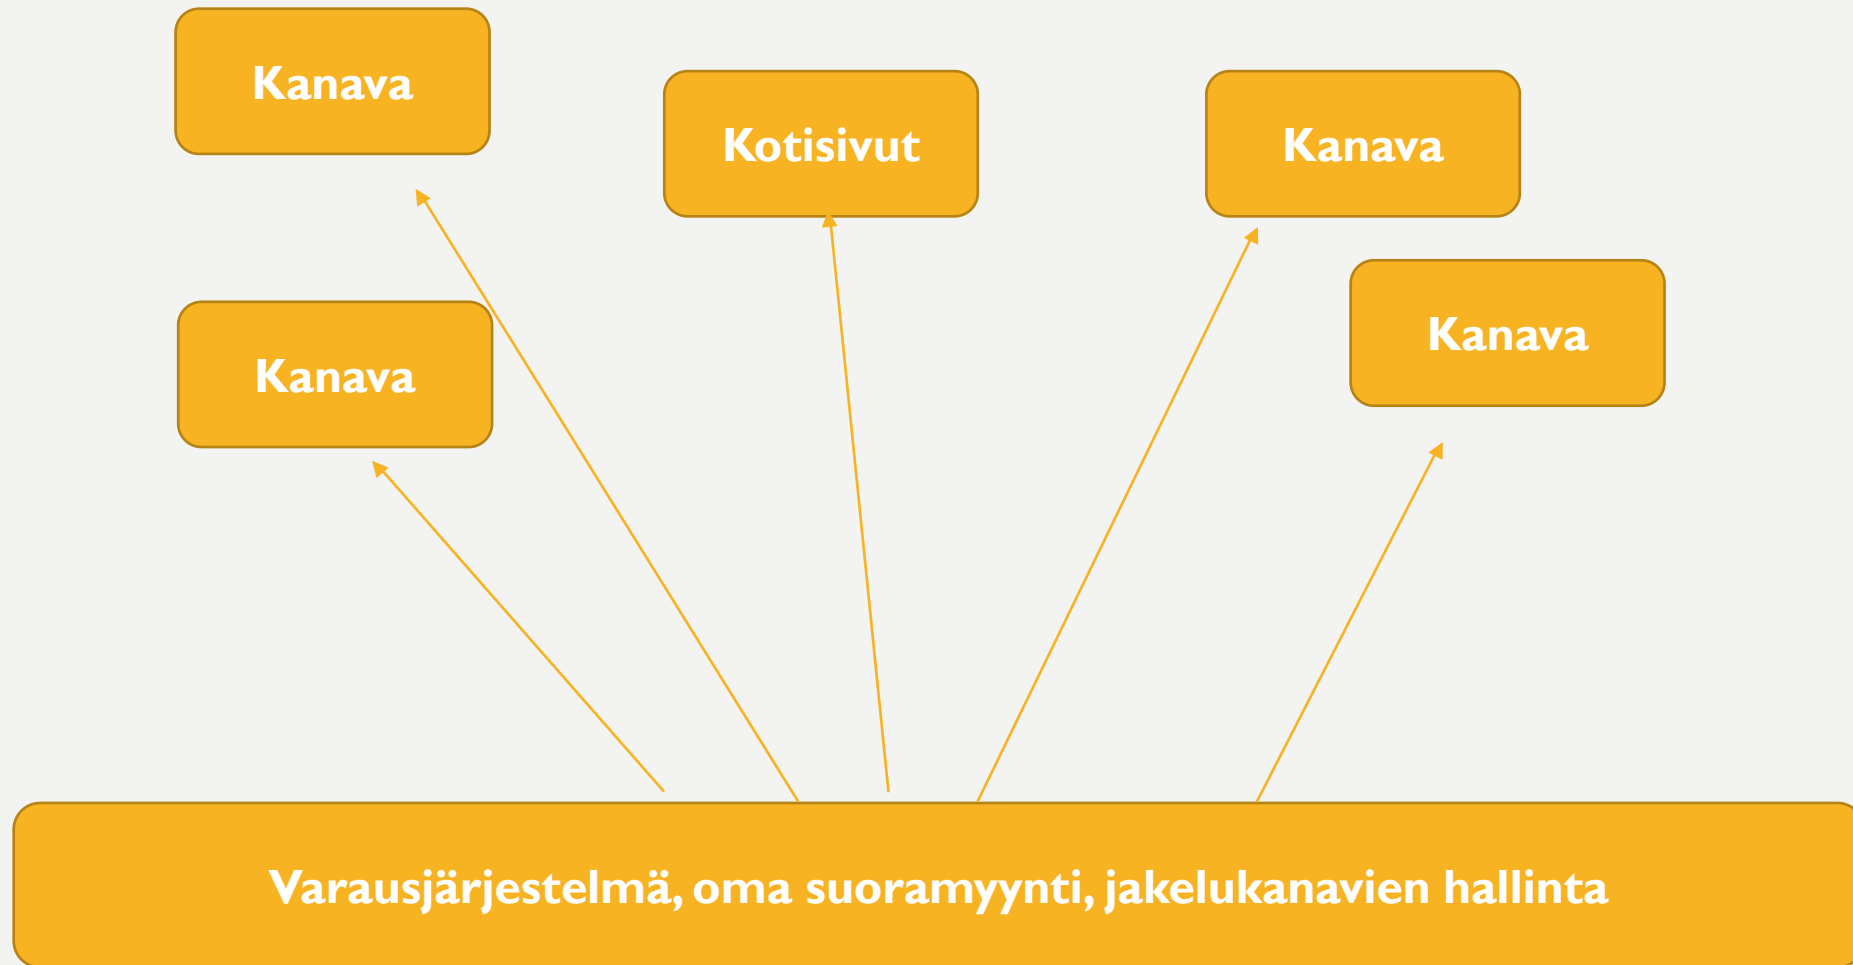 Kanava
Kotisivut
Kanava
Kanava
Kanava
Varausjärjestelmä, oma suoramyynti, jakelukanavien hallinta